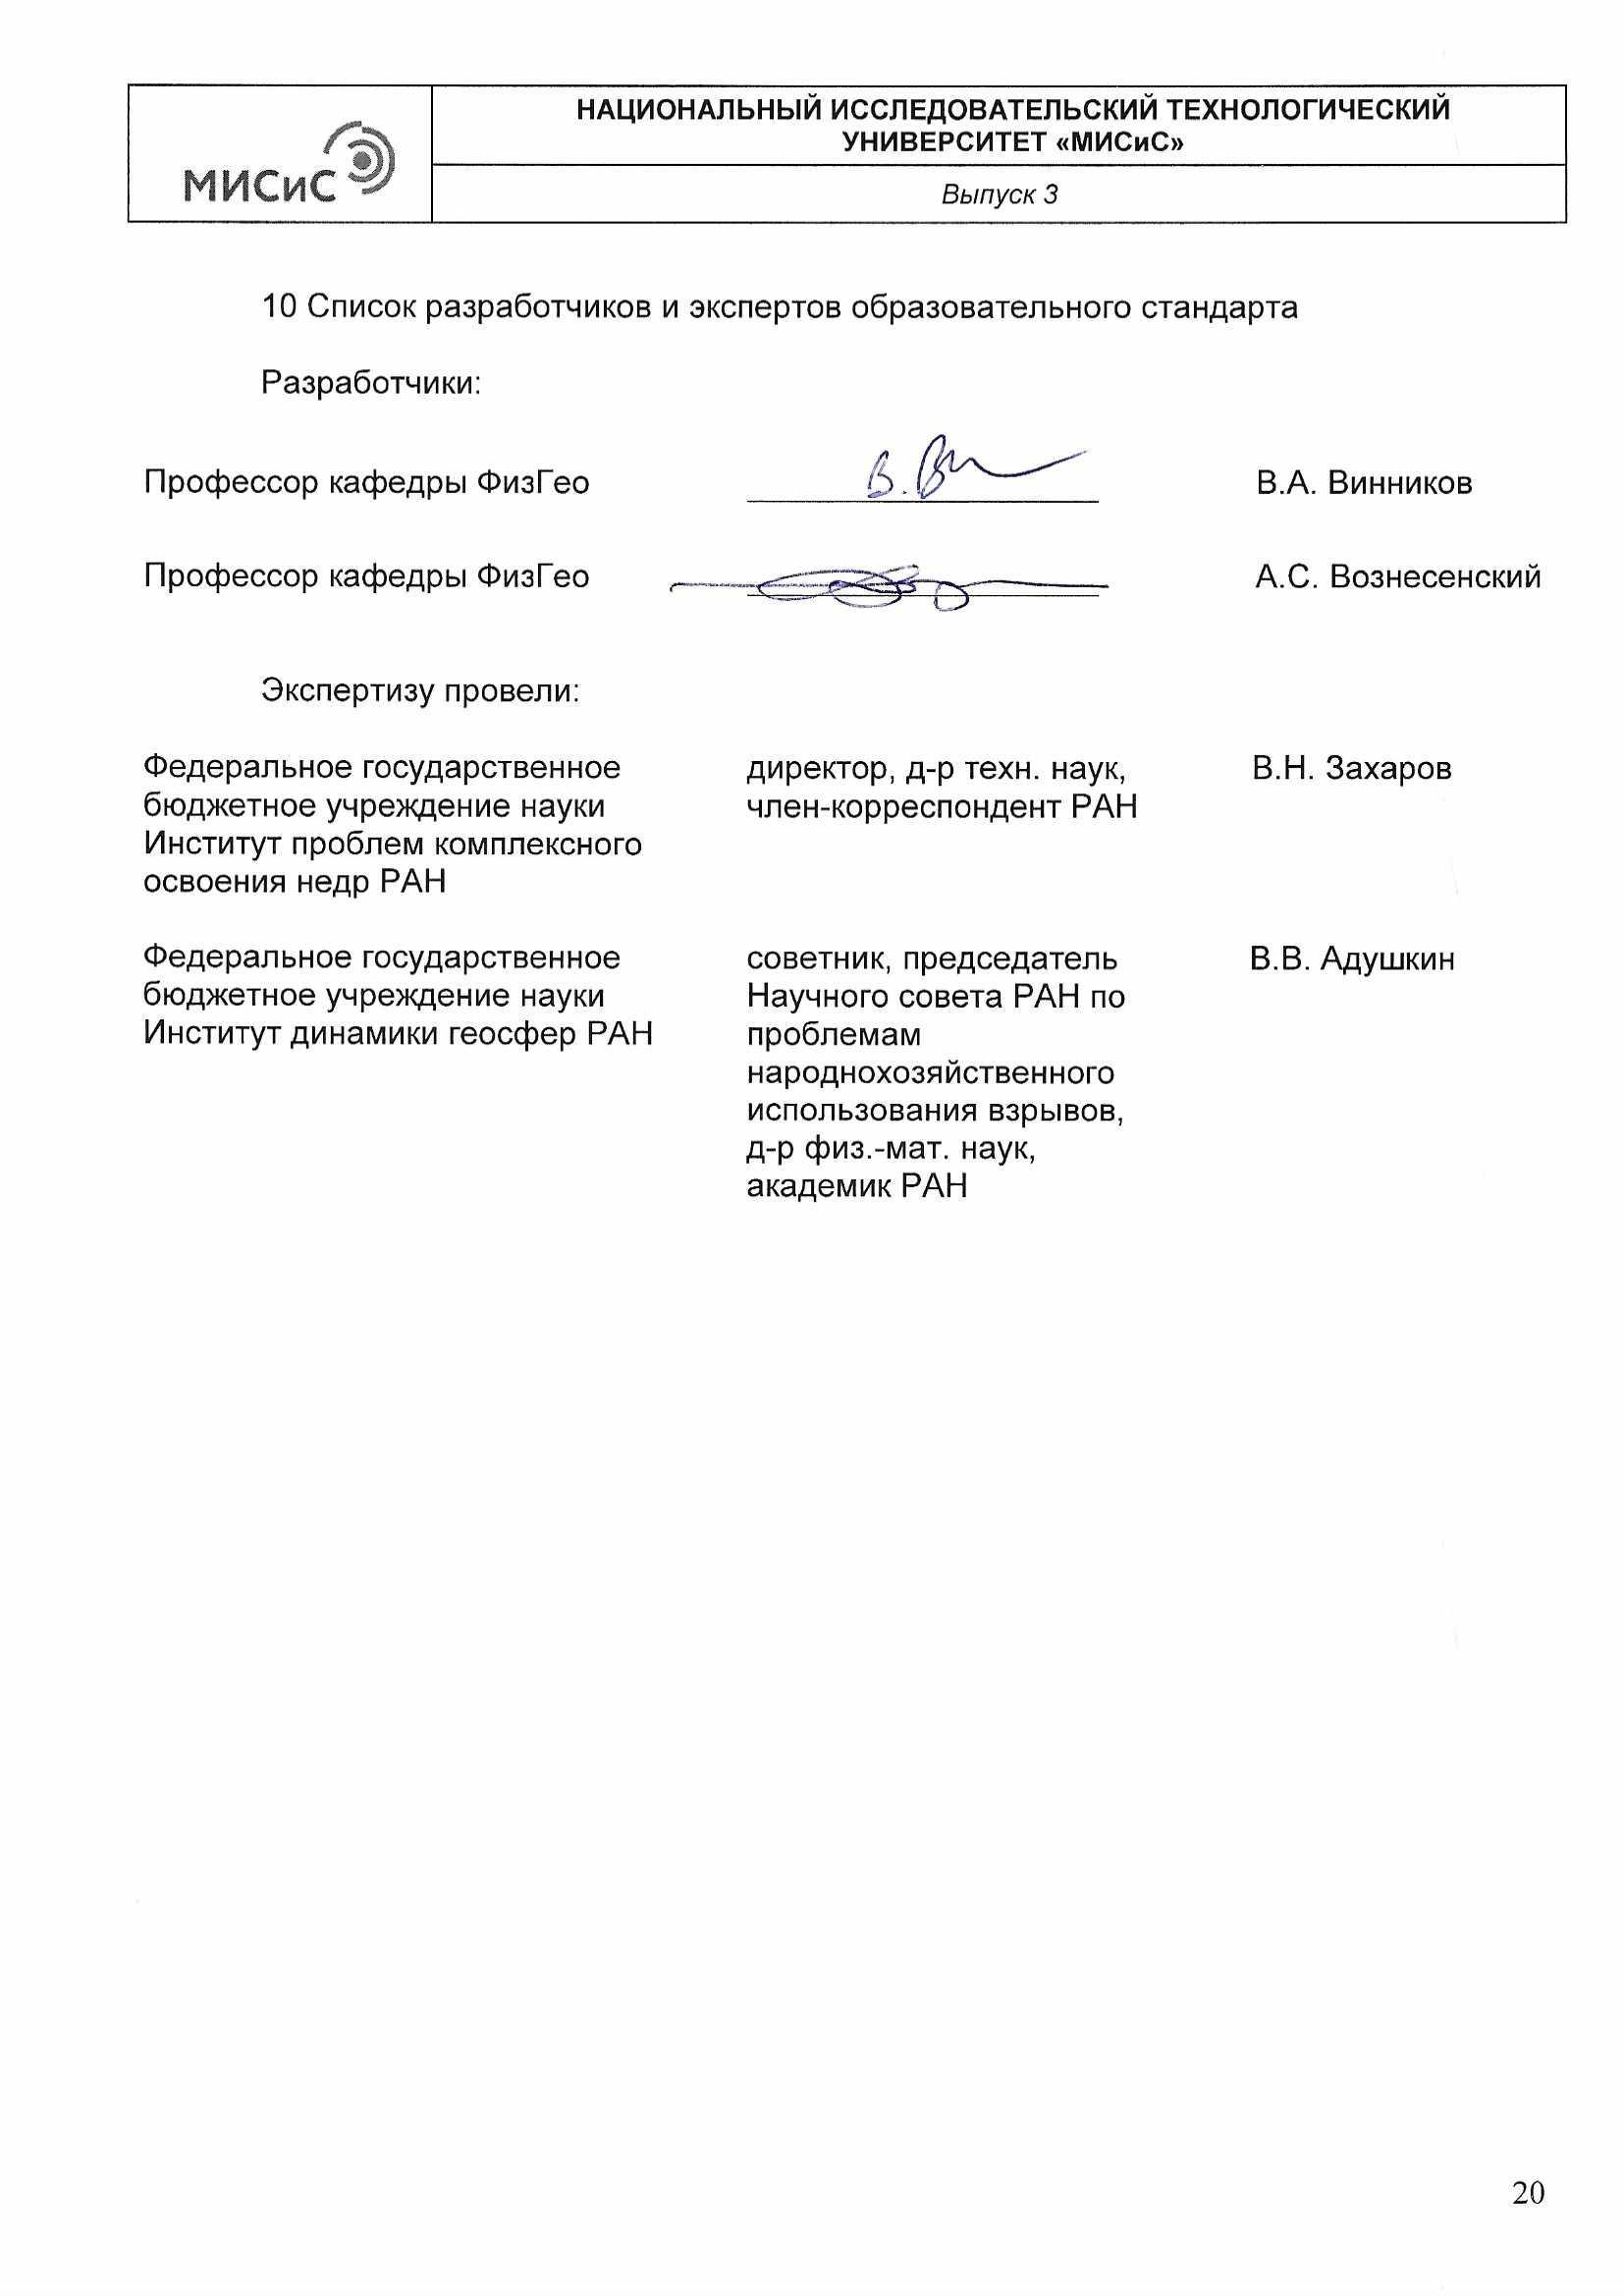 МИСиС
НАЦИОНАЛЬНЫЙ ИССЛЕДОВАТЕЛЬСКИЙ ТЕХНОЛОГИЧЕСКИЙ
УНИВЕРСИТЕТ «МИСиС»
Выпуск 3
10 Список разработчиков и экспертов образовательного стандарта
Разработчики:
Профессор кафедры ФизГео В.А. Винников
Профессор кафедры ФизГео А.С. Вознесенский
Экспертизу провели:
Федеральное государственное
бюджетное учреждение науки
Институт проблем комплексного
освоения недр РАН
директор, д-р техн. наук,
член-корреспондент РАН
В.Н. Захаров
Федеральное государственное
бюджетное учреждение науки
Институт динамики геосфер РАН
советник, председатель
Научного совета РАН по
проблемам
народнохозяйственного
использования взрывов,
д-р физ.-мат. наук,
академик РАН
В.В. Адушкин
20